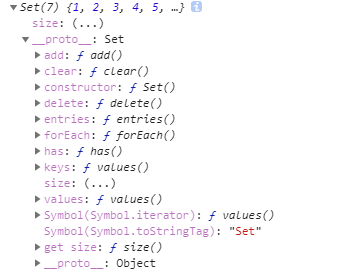 Set(7) {1, 2, 3, 4, 5, …} i
size: (...)
__proto__: Set
add: ƒ add()
clear: ƒ clear()
constructor: ƒ Set()
delete: ƒ delete()
entries: ƒ entries()
forEach: ƒ forEach()
has: ƒ has()
keys: ƒ values()
size: (...)
values: ƒ values()
Symbol(Symbol.iterator): ƒ values()
Symbol(Symbol.toStringTag): "Set"
get size: ƒ size()
__proto__: Object